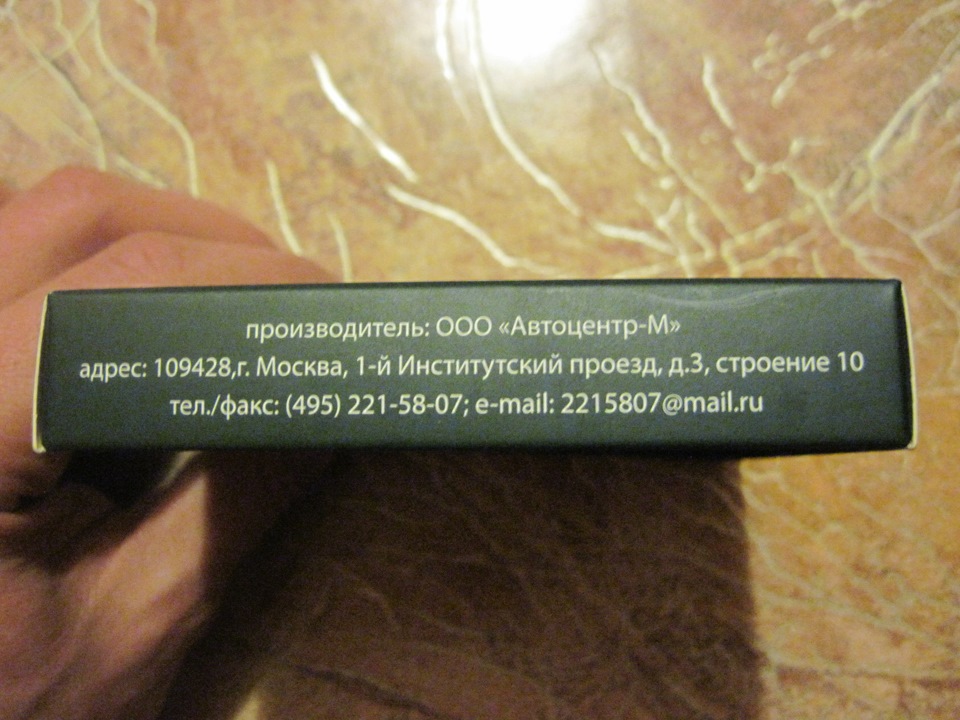 производитель: ООО «Автоцентр-М»
адрес: 109428,г. Москва, 1-й Институтский проезд, д.3, строение 10
тел./факс: (495) 221-58-07; e-mail: 2215807@mail.ru